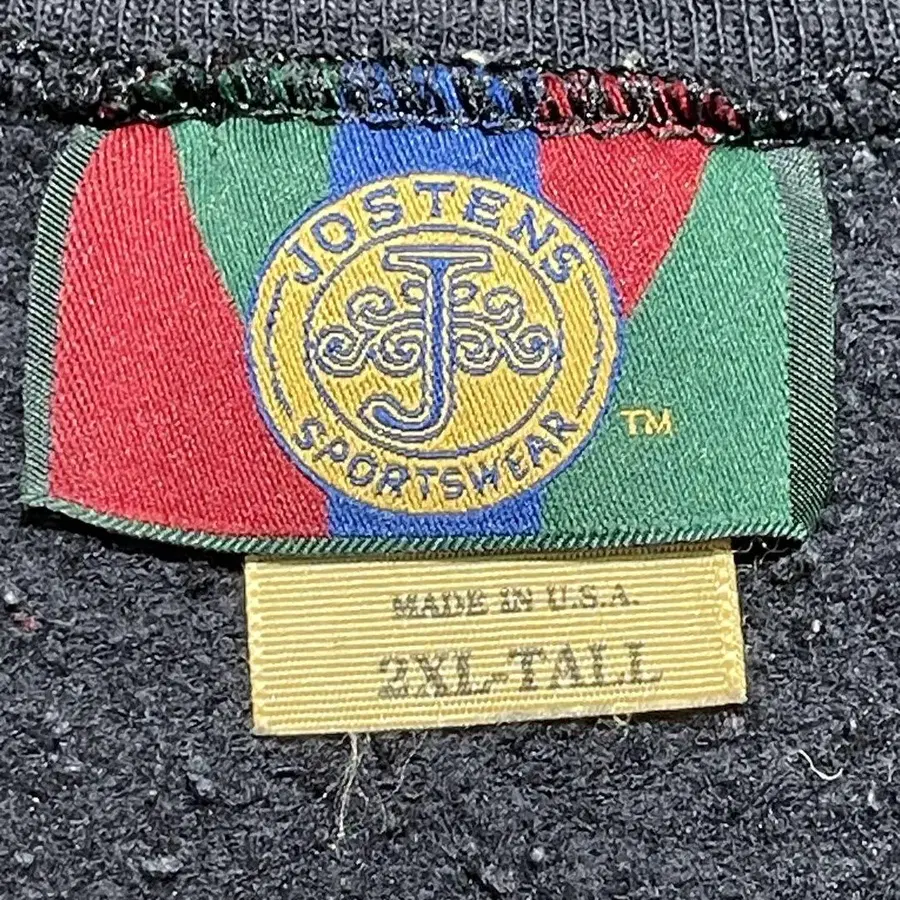 JOSTENS
J
SPORTSWEAR
TM
MADE IN U.S.A.
2XL-TALL